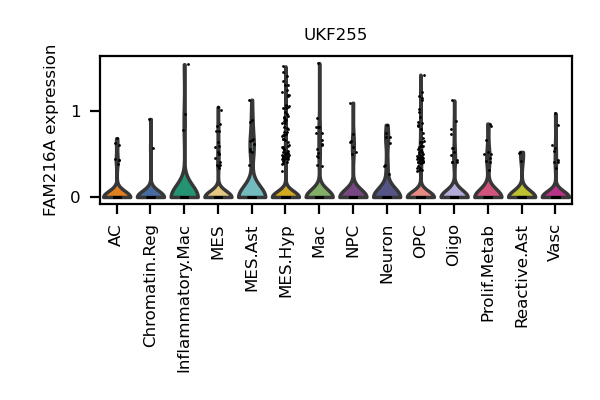 UKF255
FAM216A expression
1
0
AC
Chromatin.Reg
Inflammatory.Mac
MES
MES.Ast
MES.Hyp
Mac
NPC
Neuron
OPC
Oligo
Prolif.Metab
Reactive.Ast
Vasc